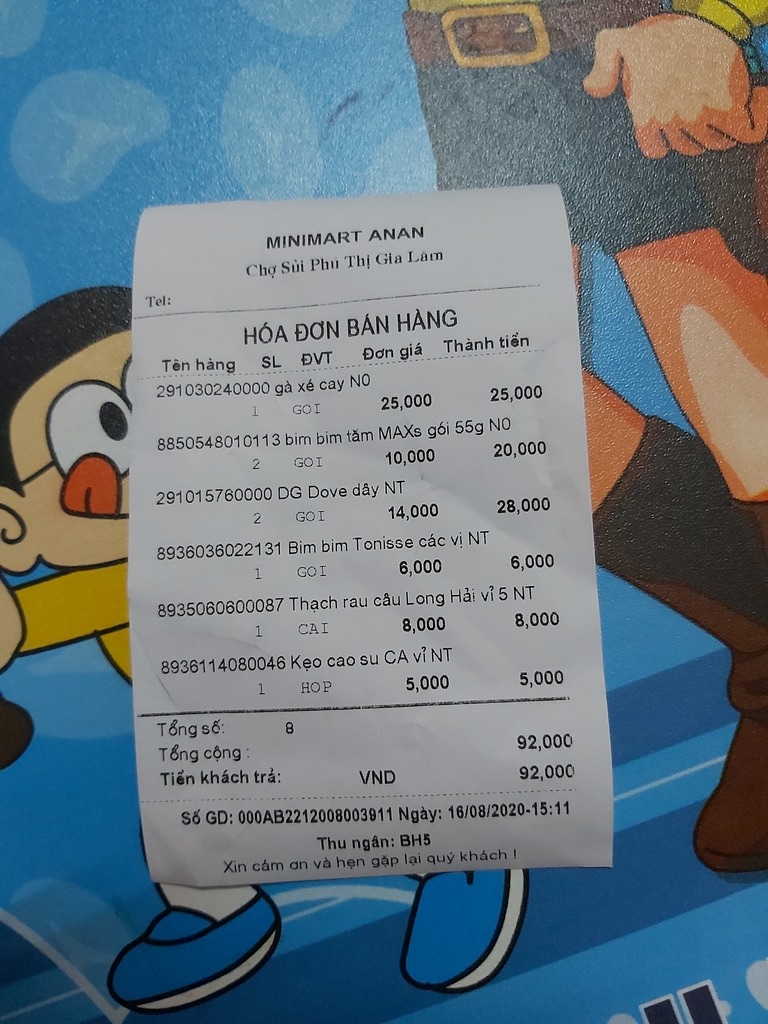 MINIMART ANAN
Chợ Sủi Phú Thị Gia Lâm
Tel:
HÓA ĐƠN BÁN HÀNG
Tên hàng SL ĐVT Đơn giá Thành tiền
291030240000 gà xé cay N0
1 GOI 25,000 25,000
8850548010113 bim bim tăm MAXs gói 55g N0
2 GOI 10,000 20,000
291015760000 DG Dove dây NT
2 GOI 14,000 28,000
8936036022131 Bim bim Tonisse các vị NT
1 GOI 6,000 6,000
8935060600087 Thạch rau câu Long Hải vỉ 5 NT
1 CAI 8,000 8,000
8936114080046 Kẹo cao su CA vỉ NT
1 HOP 5,000 5,000
Tổng số: 8
Tổng cộng : 92,000
Tiền khách trả: VND 92,000
Số GD: 000AB2212008003911 Ngày: 16/08/2020-15:11
Thu ngân: BH5
Xin cám ơn và hẹn gặp lại quý khách !